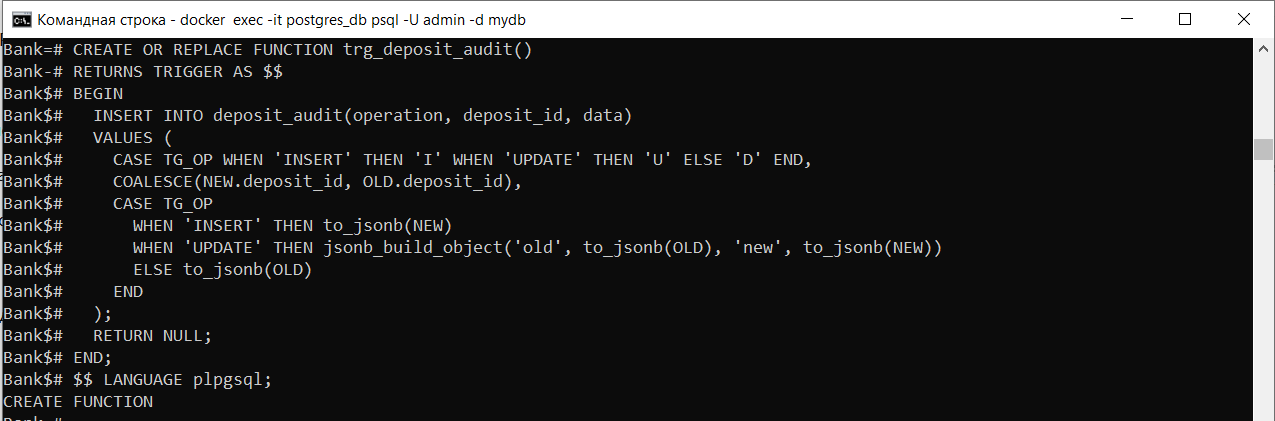 Командная строка - docker  exec -it postgres_db psql -U admin -d mydb
Bank=# CREATE OR REPLACE FUNCTION trg_deposit_audit()
Bank-# RETURNS TRIGGER AS $$
Bank$# BEGIN
Bank$#   INSERT INTO deposit_audit(operation, deposit_id, data)
Bank$#   VALUES (
Bank$#     CASE TG_OP WHEN 'INSERT' THEN 'I' WHEN 'UPDATE' THEN 'U' ELSE 'D' END,
Bank$#     COALESCE(NEW.deposit_id, OLD.deposit_id),
Bank$#     CASE TG_OP
Bank$#       WHEN 'INSERT' THEN to_jsonb(NEW)
Bank$#       WHEN 'UPDATE' THEN jsonb_build_object('old', to_jsonb(OLD), 'new', to_jsonb(NEW))
Bank$#       ELSE to_jsonb(OLD)
Bank$#     END
Bank$#   );
Bank$#   RETURN NULL;
Bank$# END;
Bank$# $$ LANGUAGE plpgsql;
CREATE FUNCTION